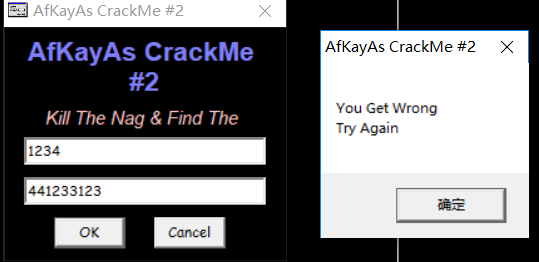 AfKayAs CrackMe #2
AfKayAs CrackMe
#2
Kill The Nag & Find The
1234
441233123
OK
Cancel
AfKayAs CrackMe #2
You Get Wrong
Try Again
确定